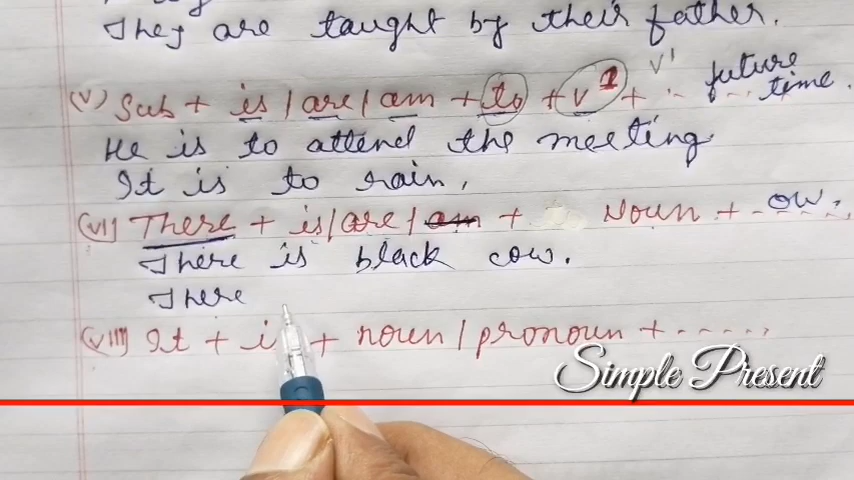 They are taught by their father.
(V) Sub + is/are/am + to + V1 + .. V1 future
time.
He is to attend the meeting.
It is to rain.
(VI) There + is/are/am + Noun + ---- ow.
There is black cow.
There
(VIII) It + i + noun / pronoun + ------
Simple Present